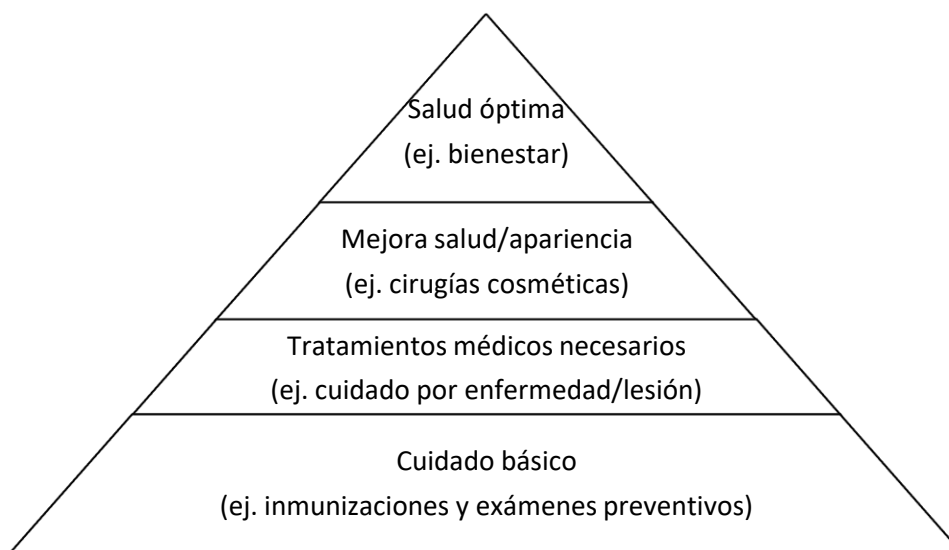 Salud óptima
(ej. bienestar)
Mejora salud/apariencia
(ej. cirugías cosméticas)
Tratamientos médicos necesarios
(ej. cuidado por enfermedad/lesión)
Cuidado básico
(ej. inmunizaciones y exámenes preventivos)